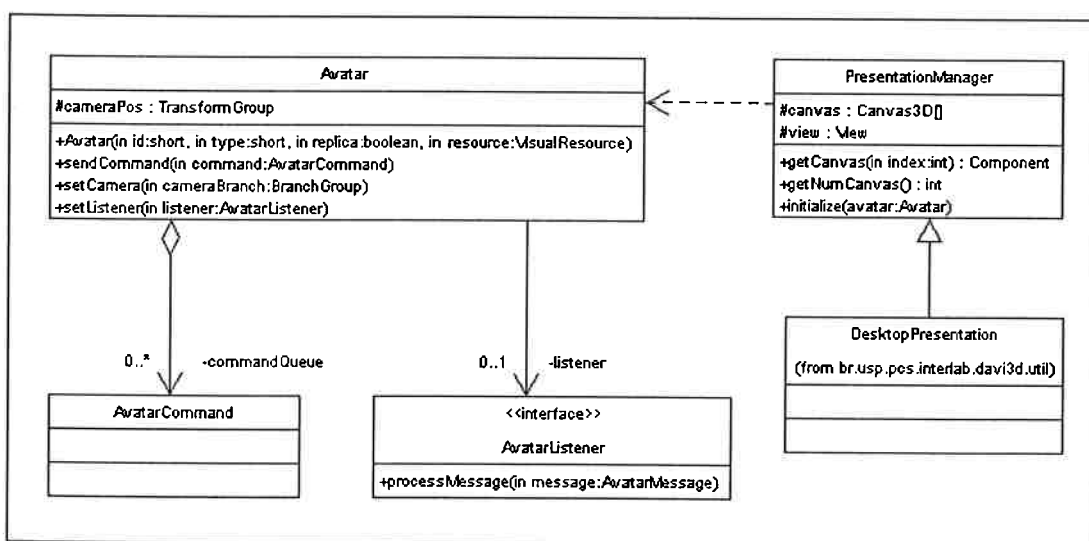 Avatar
#cameraPos : TransformGroup
+Avatar(in id:short, in type:short, in replica:boolean, in resource:VisualResource)
+sendCommand(in command:AvatarCommand)
+setCamera(in cameraBranch:BranchGroup)
+setListener(in listener:AvatarListener)
PresentationManager
#canvas : Canvas3D[]
#view : View
+getCanvas(in index:int) : Component
+getNumCanvas() : int
+initialize(avatar:Avatar)
0..* -commandQueue
0..1 -listener
DesktopPresentation
(from br.usp.pcs.interlab.davi3d.util)
AvatarCommand
<<interface>>
AvatarListener
+processMessage(in message:AvatarMessage)